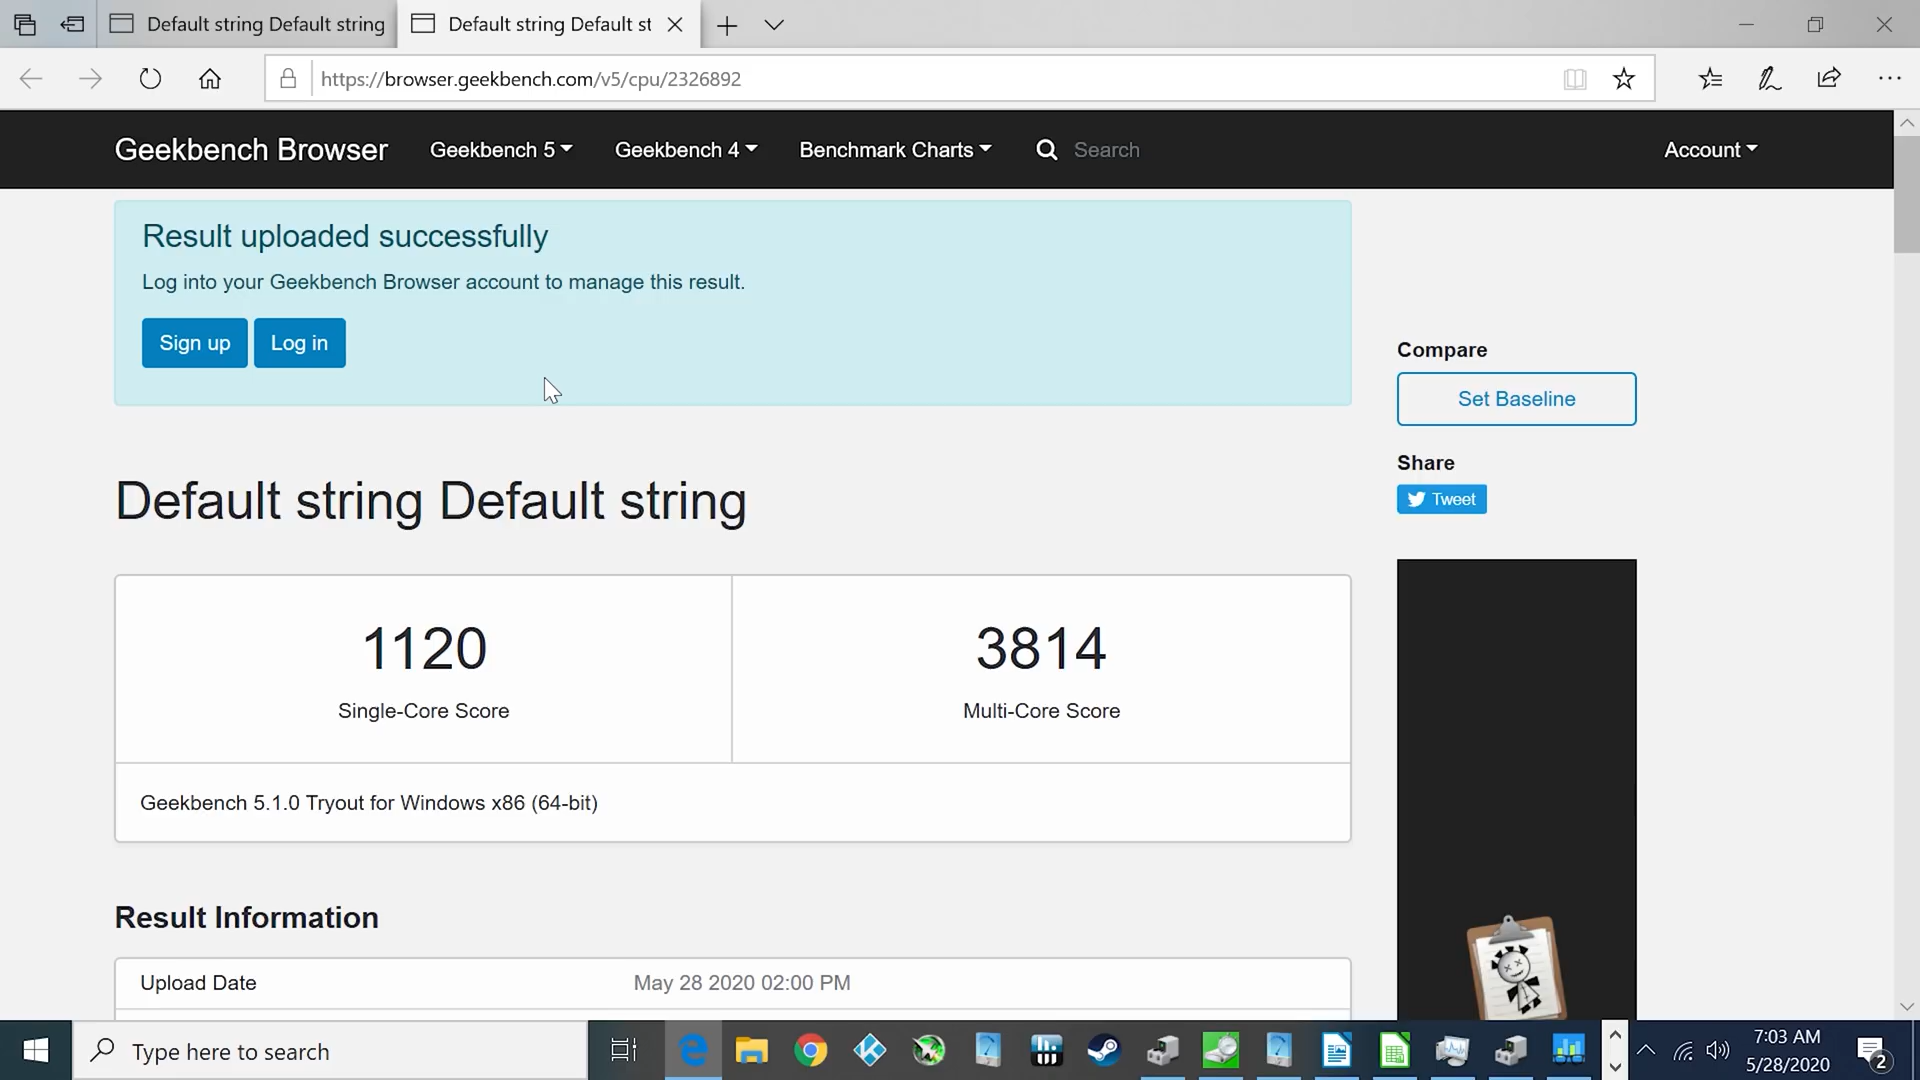 Default string Default string
Default string Default st
https://browser.geekbench.com/v5/cpu/2326892
Geekbench Browser
Geekbench 5
Geekbench 4
Benchmark Charts
Search
Account
Result uploaded successfully
Log into your Geekbench Browser account to manage this result.
Sign up
Log in
Compare
Set Baseline
Share
Tweet
Default string Default string
1120
Single-Core Score
3814
Multi-Core Score
Geekbench 5.1.0 Tryout for Windows x86 (64-bit)
Result Information
Upload Date
May 28 2020 02:00 PM
Type here to search
7:03 AM
5/28/2020
2